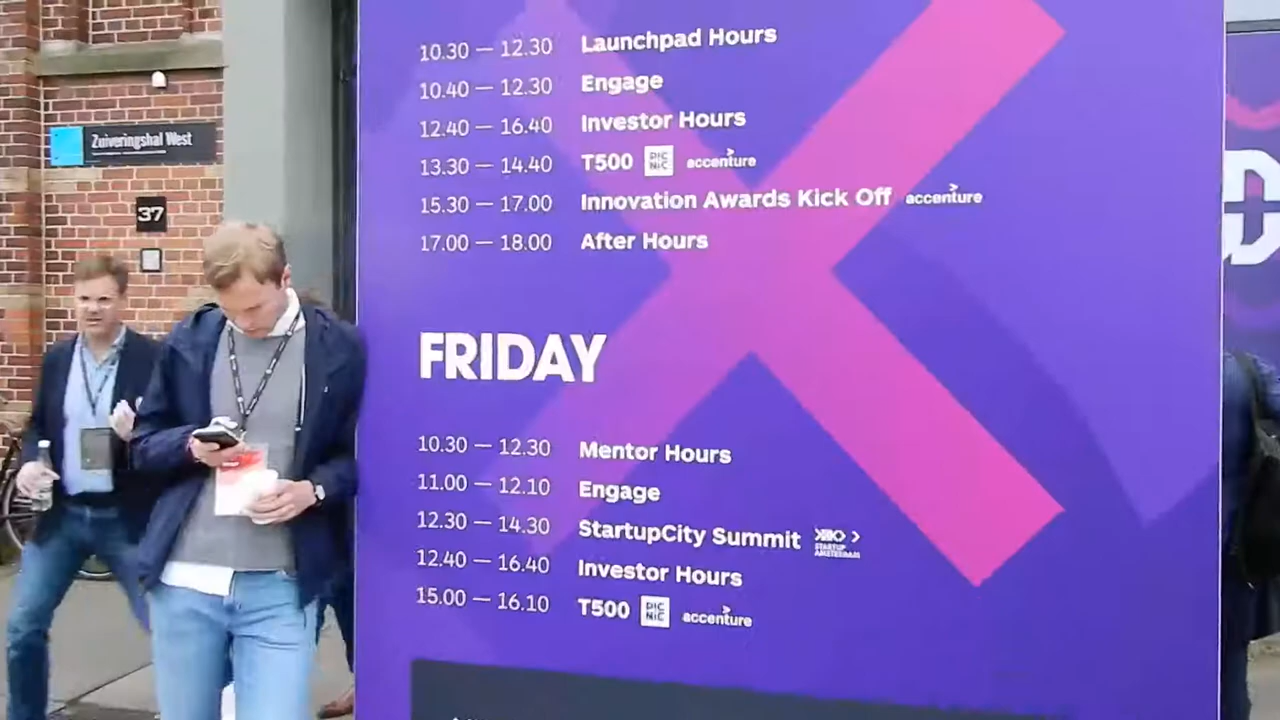 Zuiveringshal West
37
10.30 — 12.30 Launchpad Hours
10.40 — 12.30 Engage
12.40 — 16.40 Investor Hours
13.30 — 14.40 T500 PIC NIC accenture
15.30 — 17.00 Innovation Awards Kick Off accenture
17.00 — 18.00 After Hours
FRIDAY
10.30 — 12.30 Mentor Hours
11.00 — 12.10 Engage
12.30 — 14.30 StartupCity Summit STARTUP AMSTERDAM
12.40 — 16.40 Investor Hours
15.00 — 16.10 T500 PIC NIC accenture